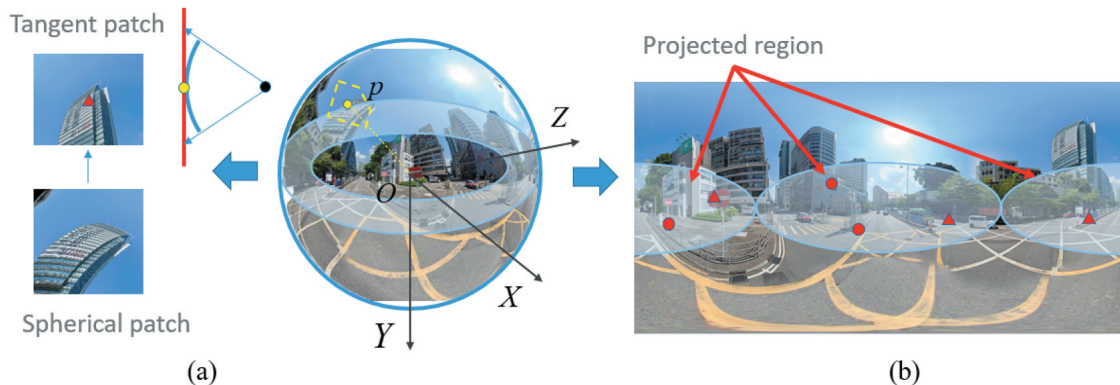 Tangent patch
Spherical patch
p
Z
O
X
Y
(a)
Projected region
(b)